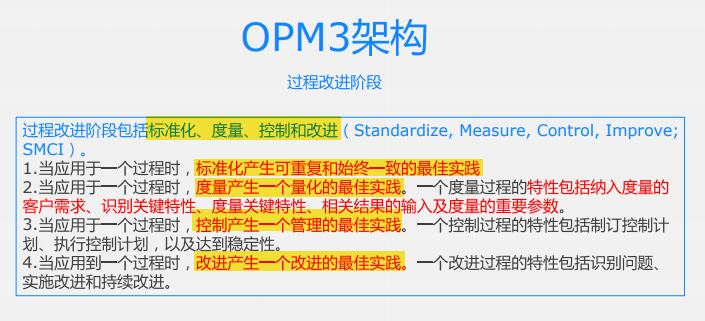 OPM3架构
过程改进阶段
过程改进阶段包括标准化、度量、控制和改进（Standardize, Measure, Control, Improve;
SMCI）。
1.当应用于一个过程时，标准化产生可重复和始终一致的最佳实践
2.当应用于一个过程时，度量产生一个量化的最佳实践。一个度量过程的特性包括纳入度量的
客户需求、识别关键特性、度量关键特性、相关结果的输入及度量的重要参数。
3.当应用于一个过程时，控制产生一个管理的最佳实践。一个控制过程的特性包括制订控制计
划、执行控制计划，以及达到稳定性。
4.当应用到一个过程时，改进产生一个改进的最佳实践。一个改进过程的特性包括识别问题、
实施改进和持续改进。